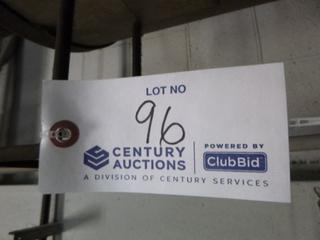 LOT NO
96
CENTURY AUCTIONS
POWERED BY
ClubBid
A DIVISION OF CENTURY SERVICES